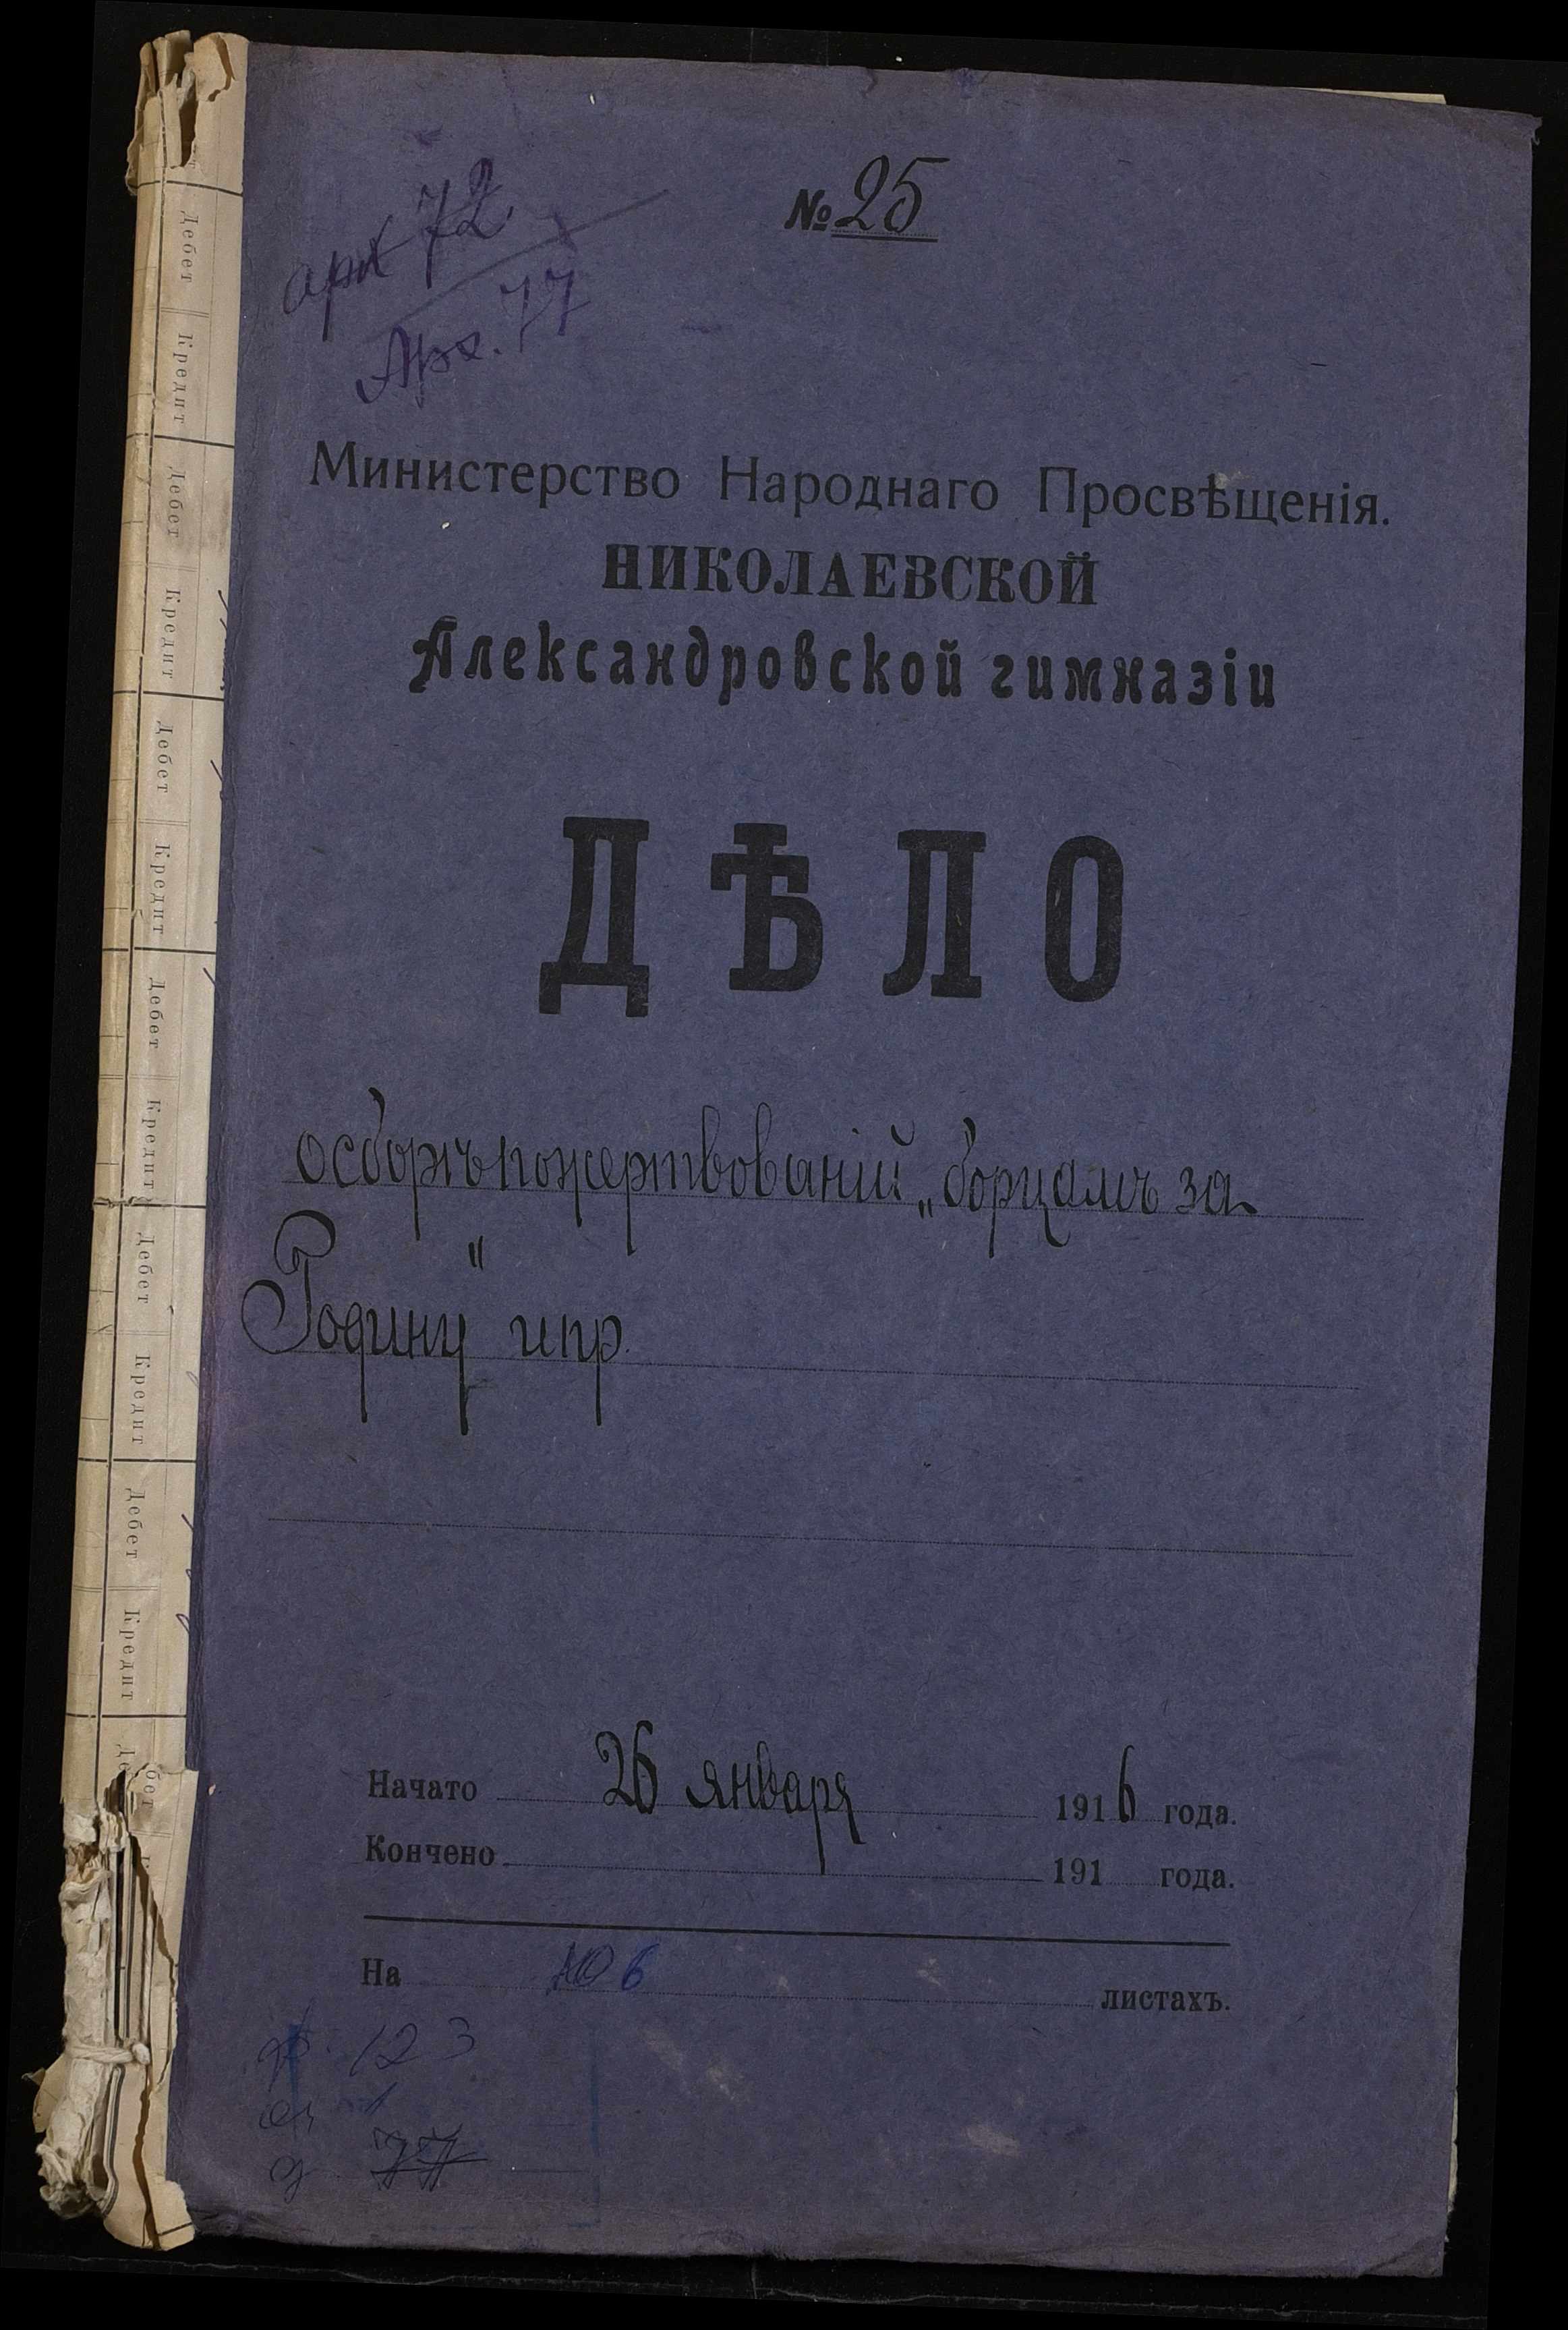 № 25
арх 72
Арх. 77
Министерство Народнаго Просвѣщенія.
НИКОЛАЕВСКОЙ
Александровской гимназіи
ДѢЛО
о сборѣ пожертвованій „борцамъ за
Родину" и пр.
Начато 26 января 1916 года.
Кончено 191 года.
На 106 листахъ.
ф. 123
оп 1
д 77
Дебет
Кредит
Дебет
Кредит
Дебет
Кредит
Дебет
Кредит
Дебет
Кредит
Дебет
Кредит